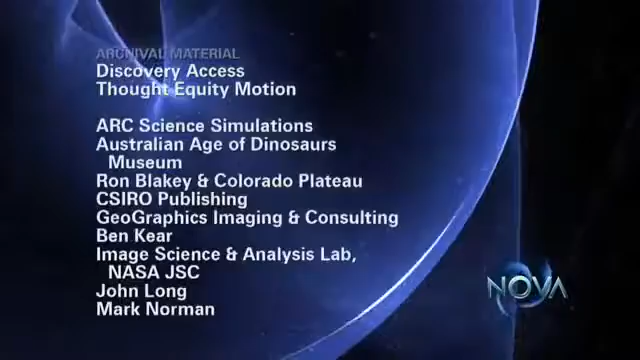 ARCHIVAL MATERIAL
Discovery Access
Thought Equity Motion
ARC Science Simulations
Australian Age of Dinosaurs
Museum
Ron Blakey & Colorado Plateau
CSIRO Publishing
GeoGraphics Imaging & Consulting
Ben Kear
Image Science & Analysis Lab,
NASA JSC
John Long
Mark Norman
NOVA